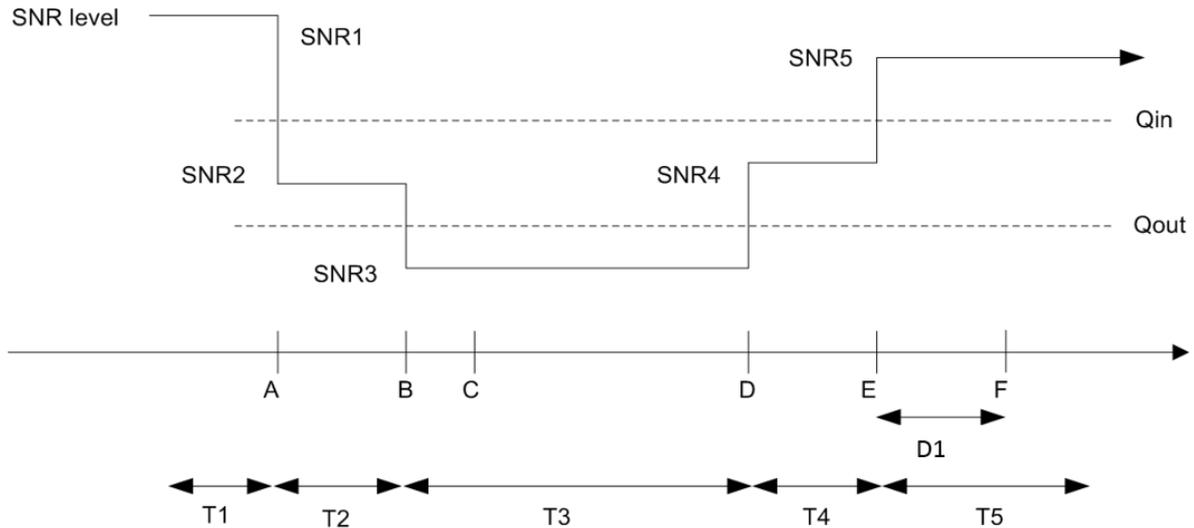 SNR level
SNR1
SNR5
Qin
SNR2
SNR4
Qout
SNR3
A B C D E F
D1
T1 T2 T3 T4 T5